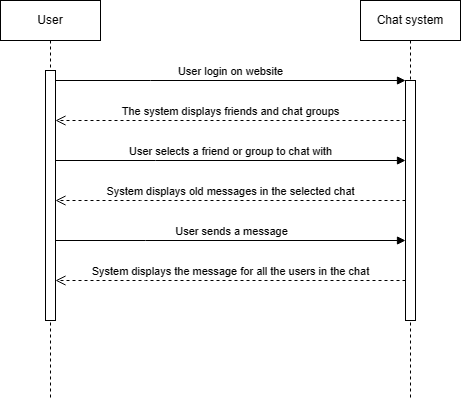 User
Chat system
User login on website
The system displays friends and chat groups
User selects a friend or group to chat with
System displays old messages in the selected chat
User sends a message
System displays the message for all the users in the chat